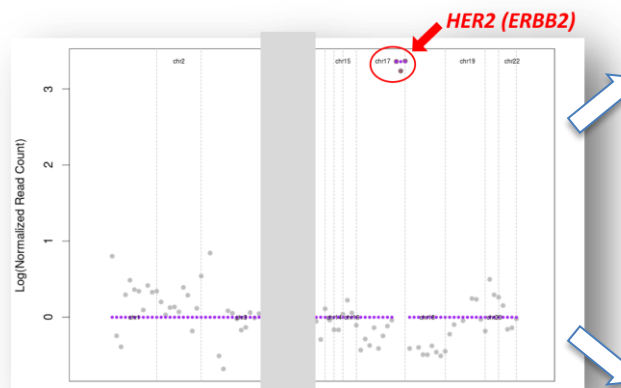 HER2 (ERBB2)
chr2
chr15
chr17
chr19
chr22
3
2
1
0
Log(Normalized Read Count)
chr1
chr3
chr14
chr16
chr18
chr20